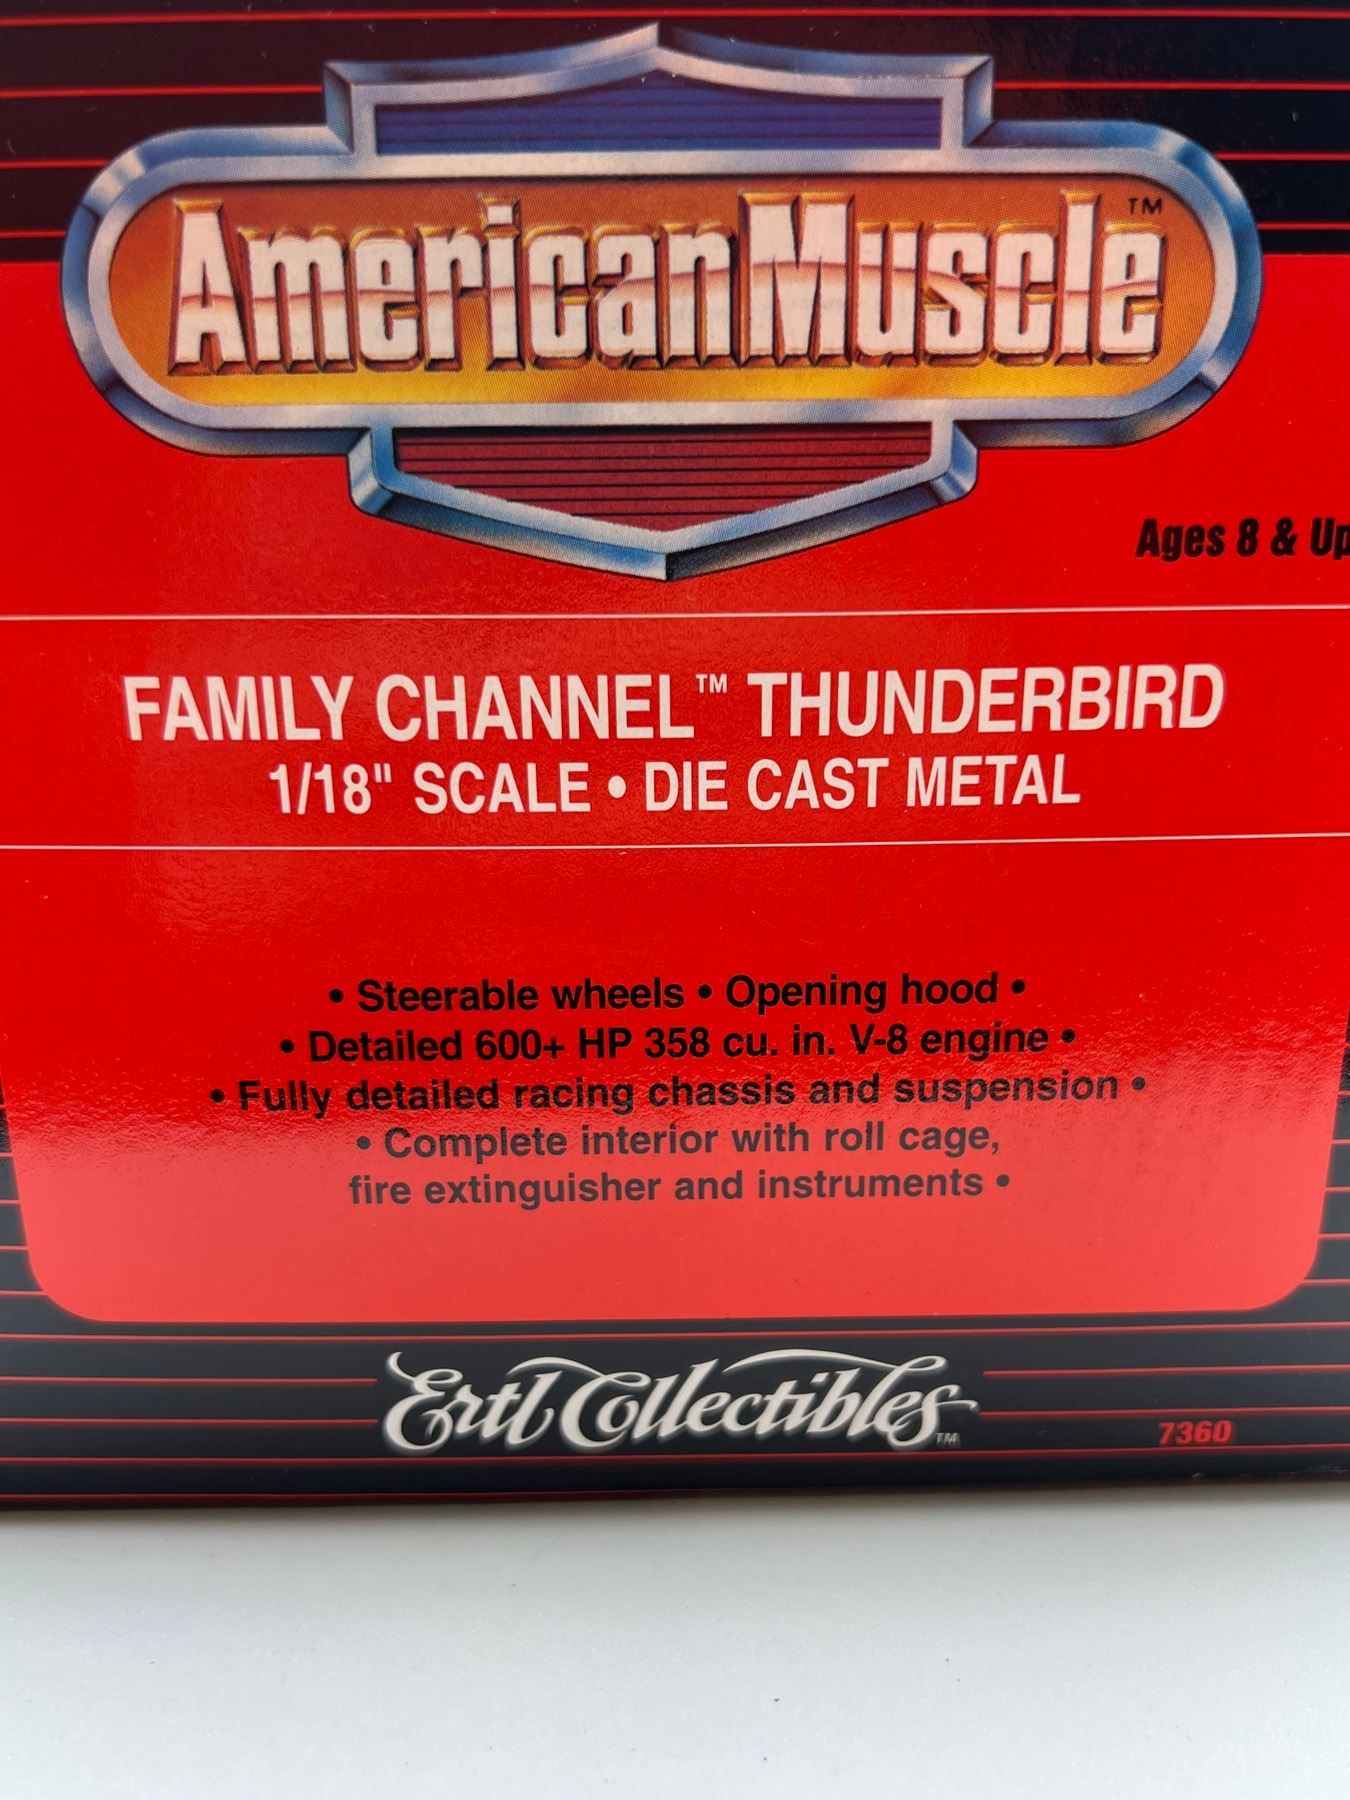 AmericanMuscle™
Ages 8 & Up
FAMILY CHANNEL™ THUNDERBIRD
1/18" SCALE • DIE CAST METAL
• Steerable wheels • Opening hood •
• Detailed 600+ HP 358 cu. in. V-8 engine •
• Fully detailed racing chassis and suspension •
• Complete interior with roll cage,
fire extinguisher and instruments •
Ertl Collectibles™
7360